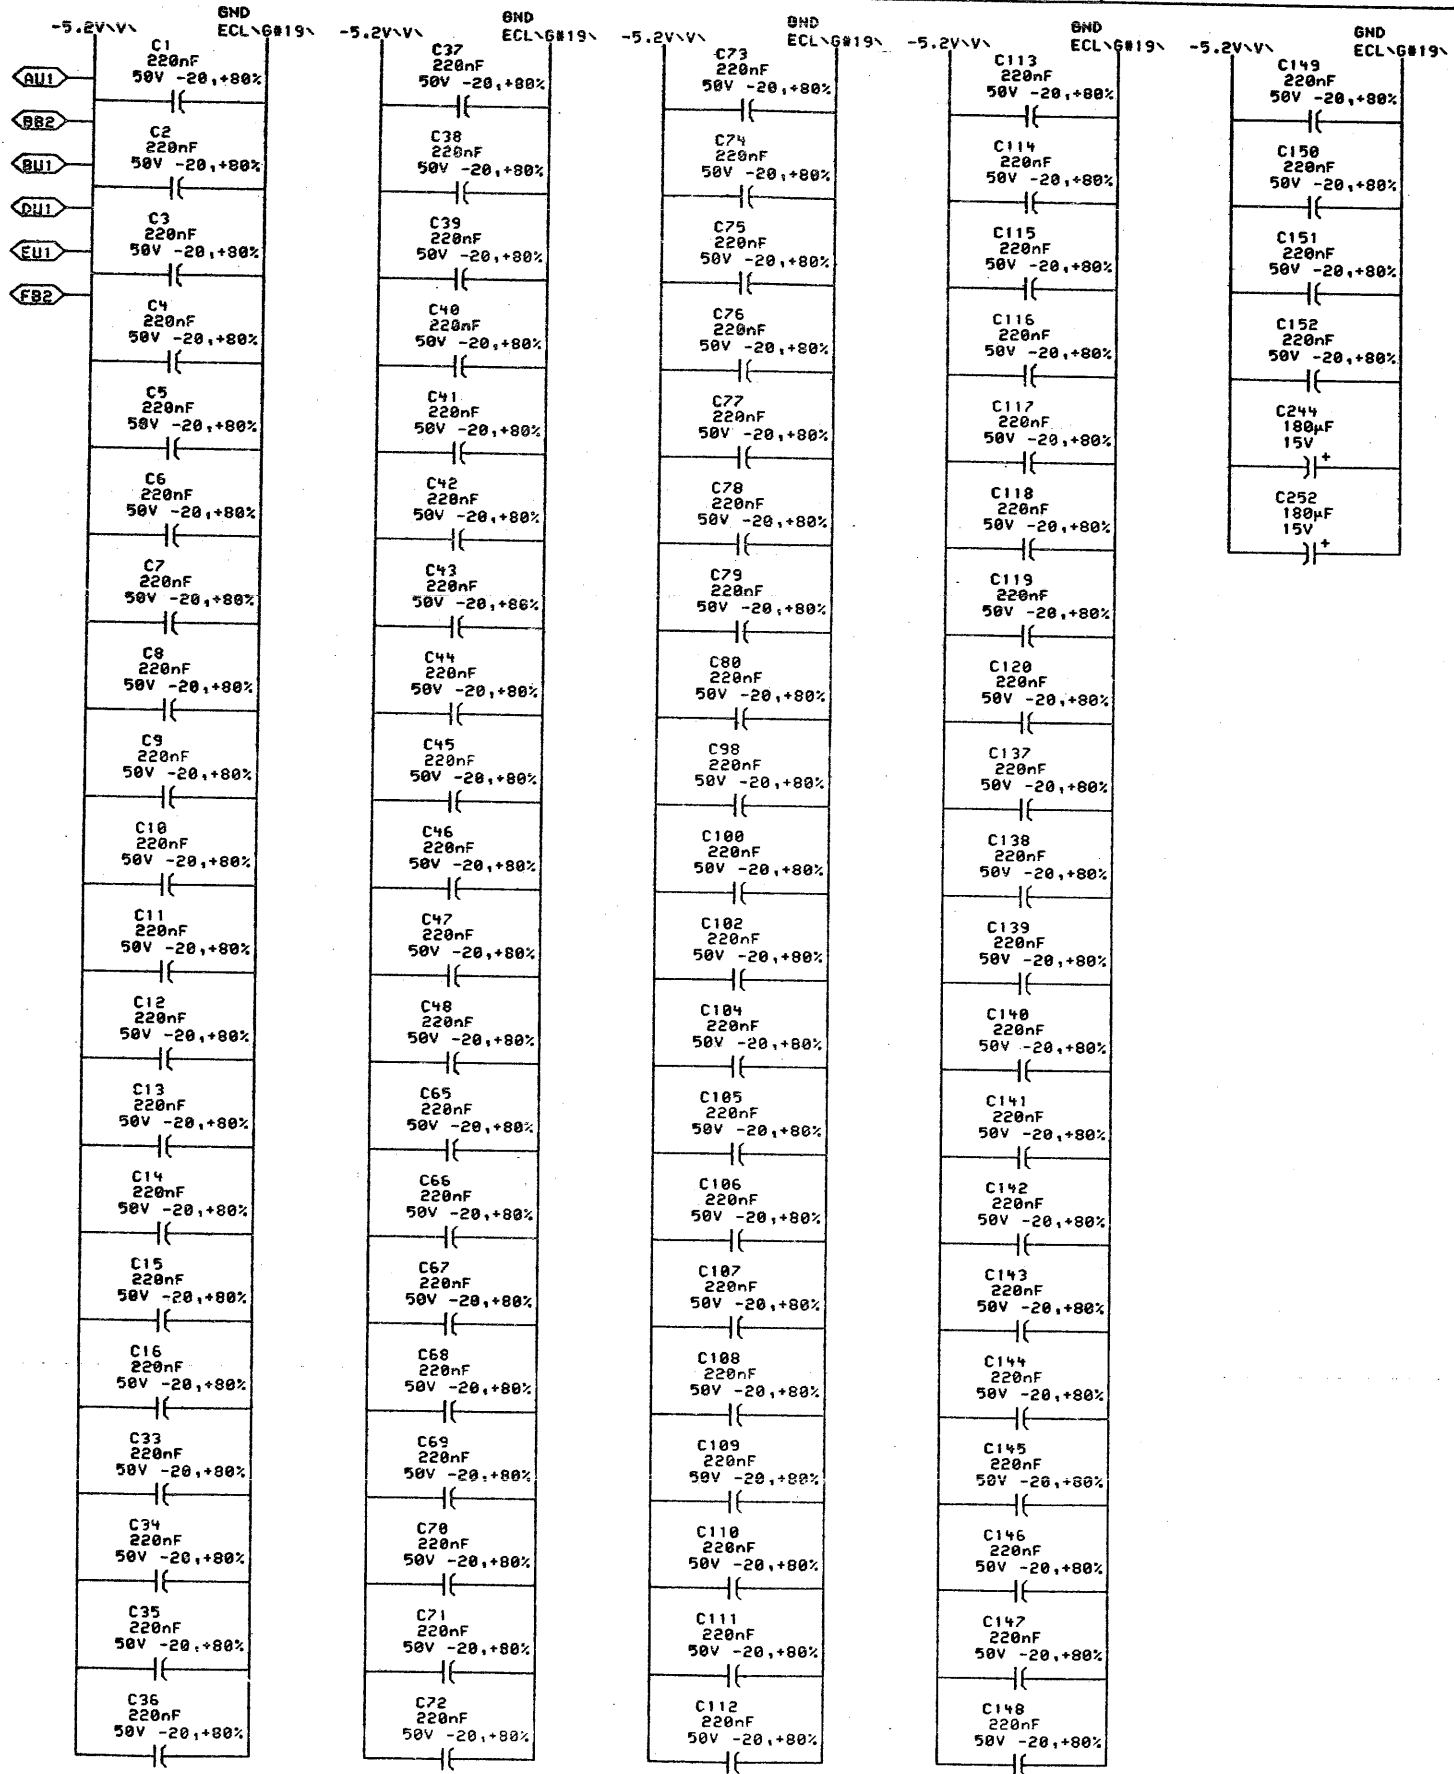 -5.2V\V\
GND
ECL\G#19\
AU1
BB2
BU1
DU1
EU1
FB2
C1
220nF
50V -20,+80%
C2
220nF
50V -20,+80%
C3
220nF
50V -20,+80%
C4
220nF
50V -20,+80%
C5
220nF
50V -20,+80%
C6
220nF
50V -20,+80%
C7
220nF
50V -20,+80%
C8
220nF
50V -20,+80%
C9
220nF
50V -20,+80%
C10
220nF
50V -20,+80%
C11
220nF
50V -20,+80%
C12
220nF
50V -20,+80%
C13
220nF
50V -20,+80%
C14
220nF
50V -20,+80%
C15
220nF
50V -20,+80%
C16
220nF
50V -20,+80%
C33
220nF
50V -20,+80%
C34
220nF
50V -20,+80%
C35
220nF
50V -20,+80%
C36
220nF
50V -20,+80%
-5.2V\V\
GND
ECL\G#19\
C37
220nF
50V -20,+80%
C38
220nF
50V -20,+80%
C39
220nF
50V -20,+80%
C40
220nF
50V -20,+80%
C41
220nF
50V -20,+80%
C42
220nF
50V -20,+80%
C43
220nF
50V -20,+80%
C44
220nF
50V -20,+80%
C45
220nF
50V -20,+80%
C46
220nF
50V -20,+80%
C47
220nF
50V -20,+80%
C48
220nF
50V -20,+80%
C65
220nF
50V -20,+80%
C66
220nF
50V -20,+80%
C67
220nF
50V -20,+80%
C68
220nF
50V -20,+80%
C69
220nF
50V -20,+80%
C70
220nF
50V -20,+80%
C71
220nF
50V -20,+80%
C72
220nF
50V -20,+80%
-5.2V\V\
GND
ECL\G#19\
C73
220nF
50V -20,+80%
C74
220nF
50V -20,+80%
C75
220nF
50V -20,+80%
C76
220nF
50V -20,+80%
C77
220nF
50V -20,+80%
C78
220nF
50V -20,+80%
C79
220nF
50V -20,+80%
C80
220nF
50V -20,+80%
C98
220nF
50V -20,+80%
C100
220nF
50V -20,+80%
C102
220nF
50V -20,+80%
C104
220nF
50V -20,+80%
C105
220nF
50V -20,+80%
C106
220nF
50V -20,+80%
C107
220nF
50V -20,+80%
C108
220nF
50V -20,+80%
C109
220nF
50V -20,+80%
C110
220nF
50V -20,+80%
C111
220nF
50V -20,+80%
C112
220nF
50V -20,+80%
-5.2V\V\
GND
ECL\G#19\
C113
220nF
50V -20,+80%
C114
220nF
50V -20,+80%
C115
220nF
50V -20,+80%
C116
220nF
50V -20,+80%
C117
220nF
50V -20,+80%
C118
220nF
50V -20,+80%
C119
220nF
50V -20,+80%
C120
220nF
50V -20,+80%
C137
220nF
50V -20,+80%
C138
220nF
50V -20,+80%
C139
220nF
50V -20,+80%
C140
220nF
50V -20,+80%
C141
220nF
50V -20,+80%
C142
220nF
50V -20,+80%
C143
220nF
50V -20,+80%
C144
220nF
50V -20,+80%
C145
220nF
50V -20,+80%
C146
220nF
50V -20,+80%
C147
220nF
50V -20,+80%
C148
220nF
50V -20,+80%
-5.2V\V\
GND
ECL\G#19\
C149
220nF
50V -20,+80%
C150
220nF
50V -20,+80%
C151
220nF
50V -20,+80%
C152
220nF
50V -20,+80%
C244
180µF
15V
+
C252
180µF
15V
+